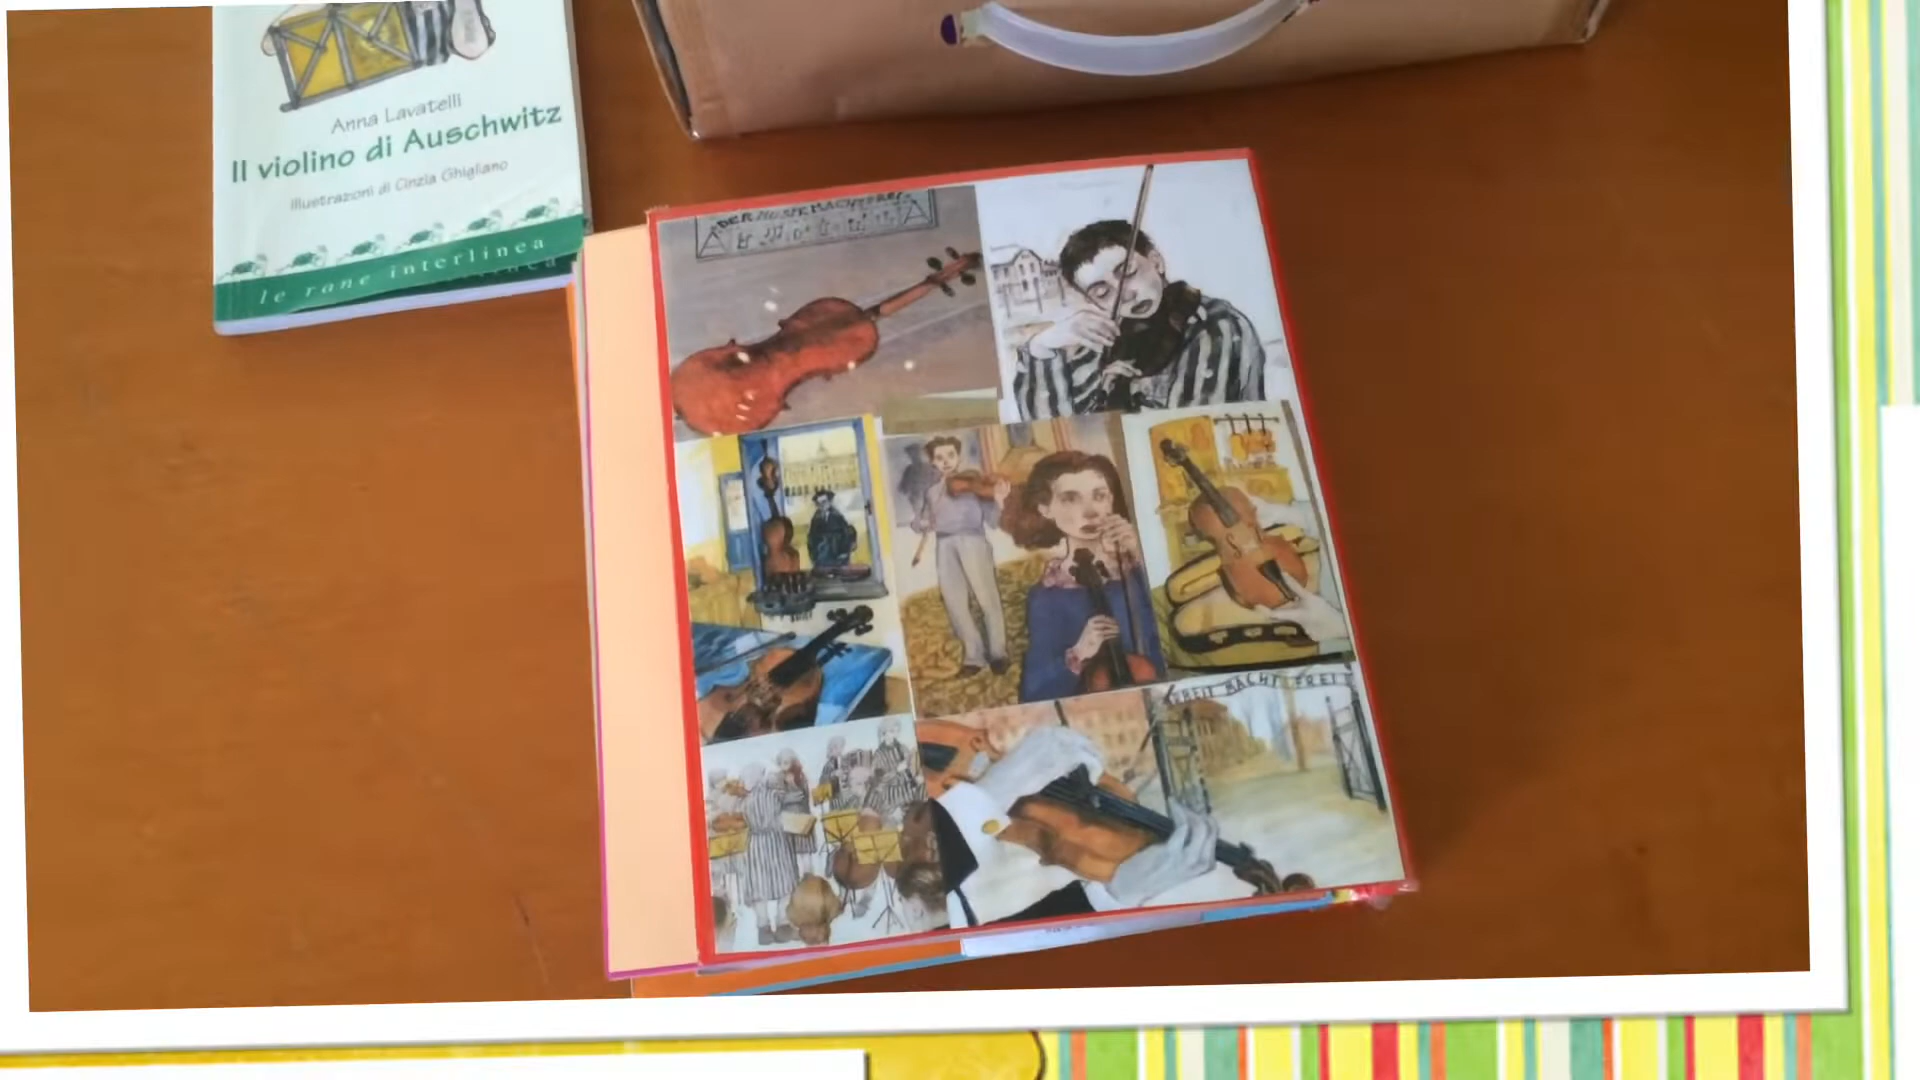 Anna Lavatelli
Il violino di Auschwitz
illustrazioni di Cinzia Ghigliano
le rane interlinea
ARBEIT MACHT FREI